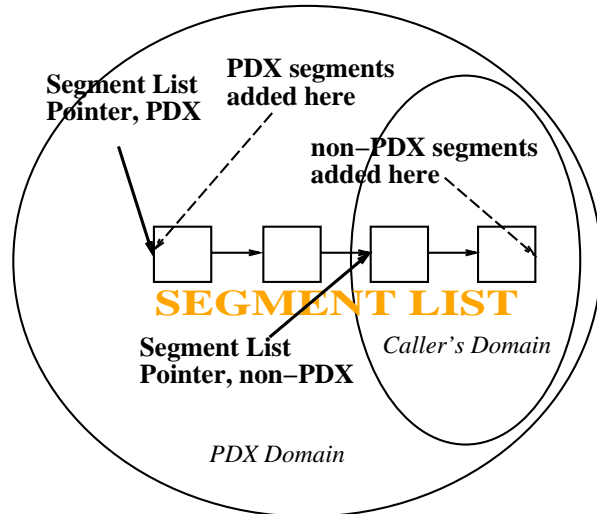 PDX segments
added here
Segment List
Pointer, PDX
non−PDX segments
added here
SEGMENT LIST
Segment List
Pointer, non−PDX
Caller's Domain
PDX Domain